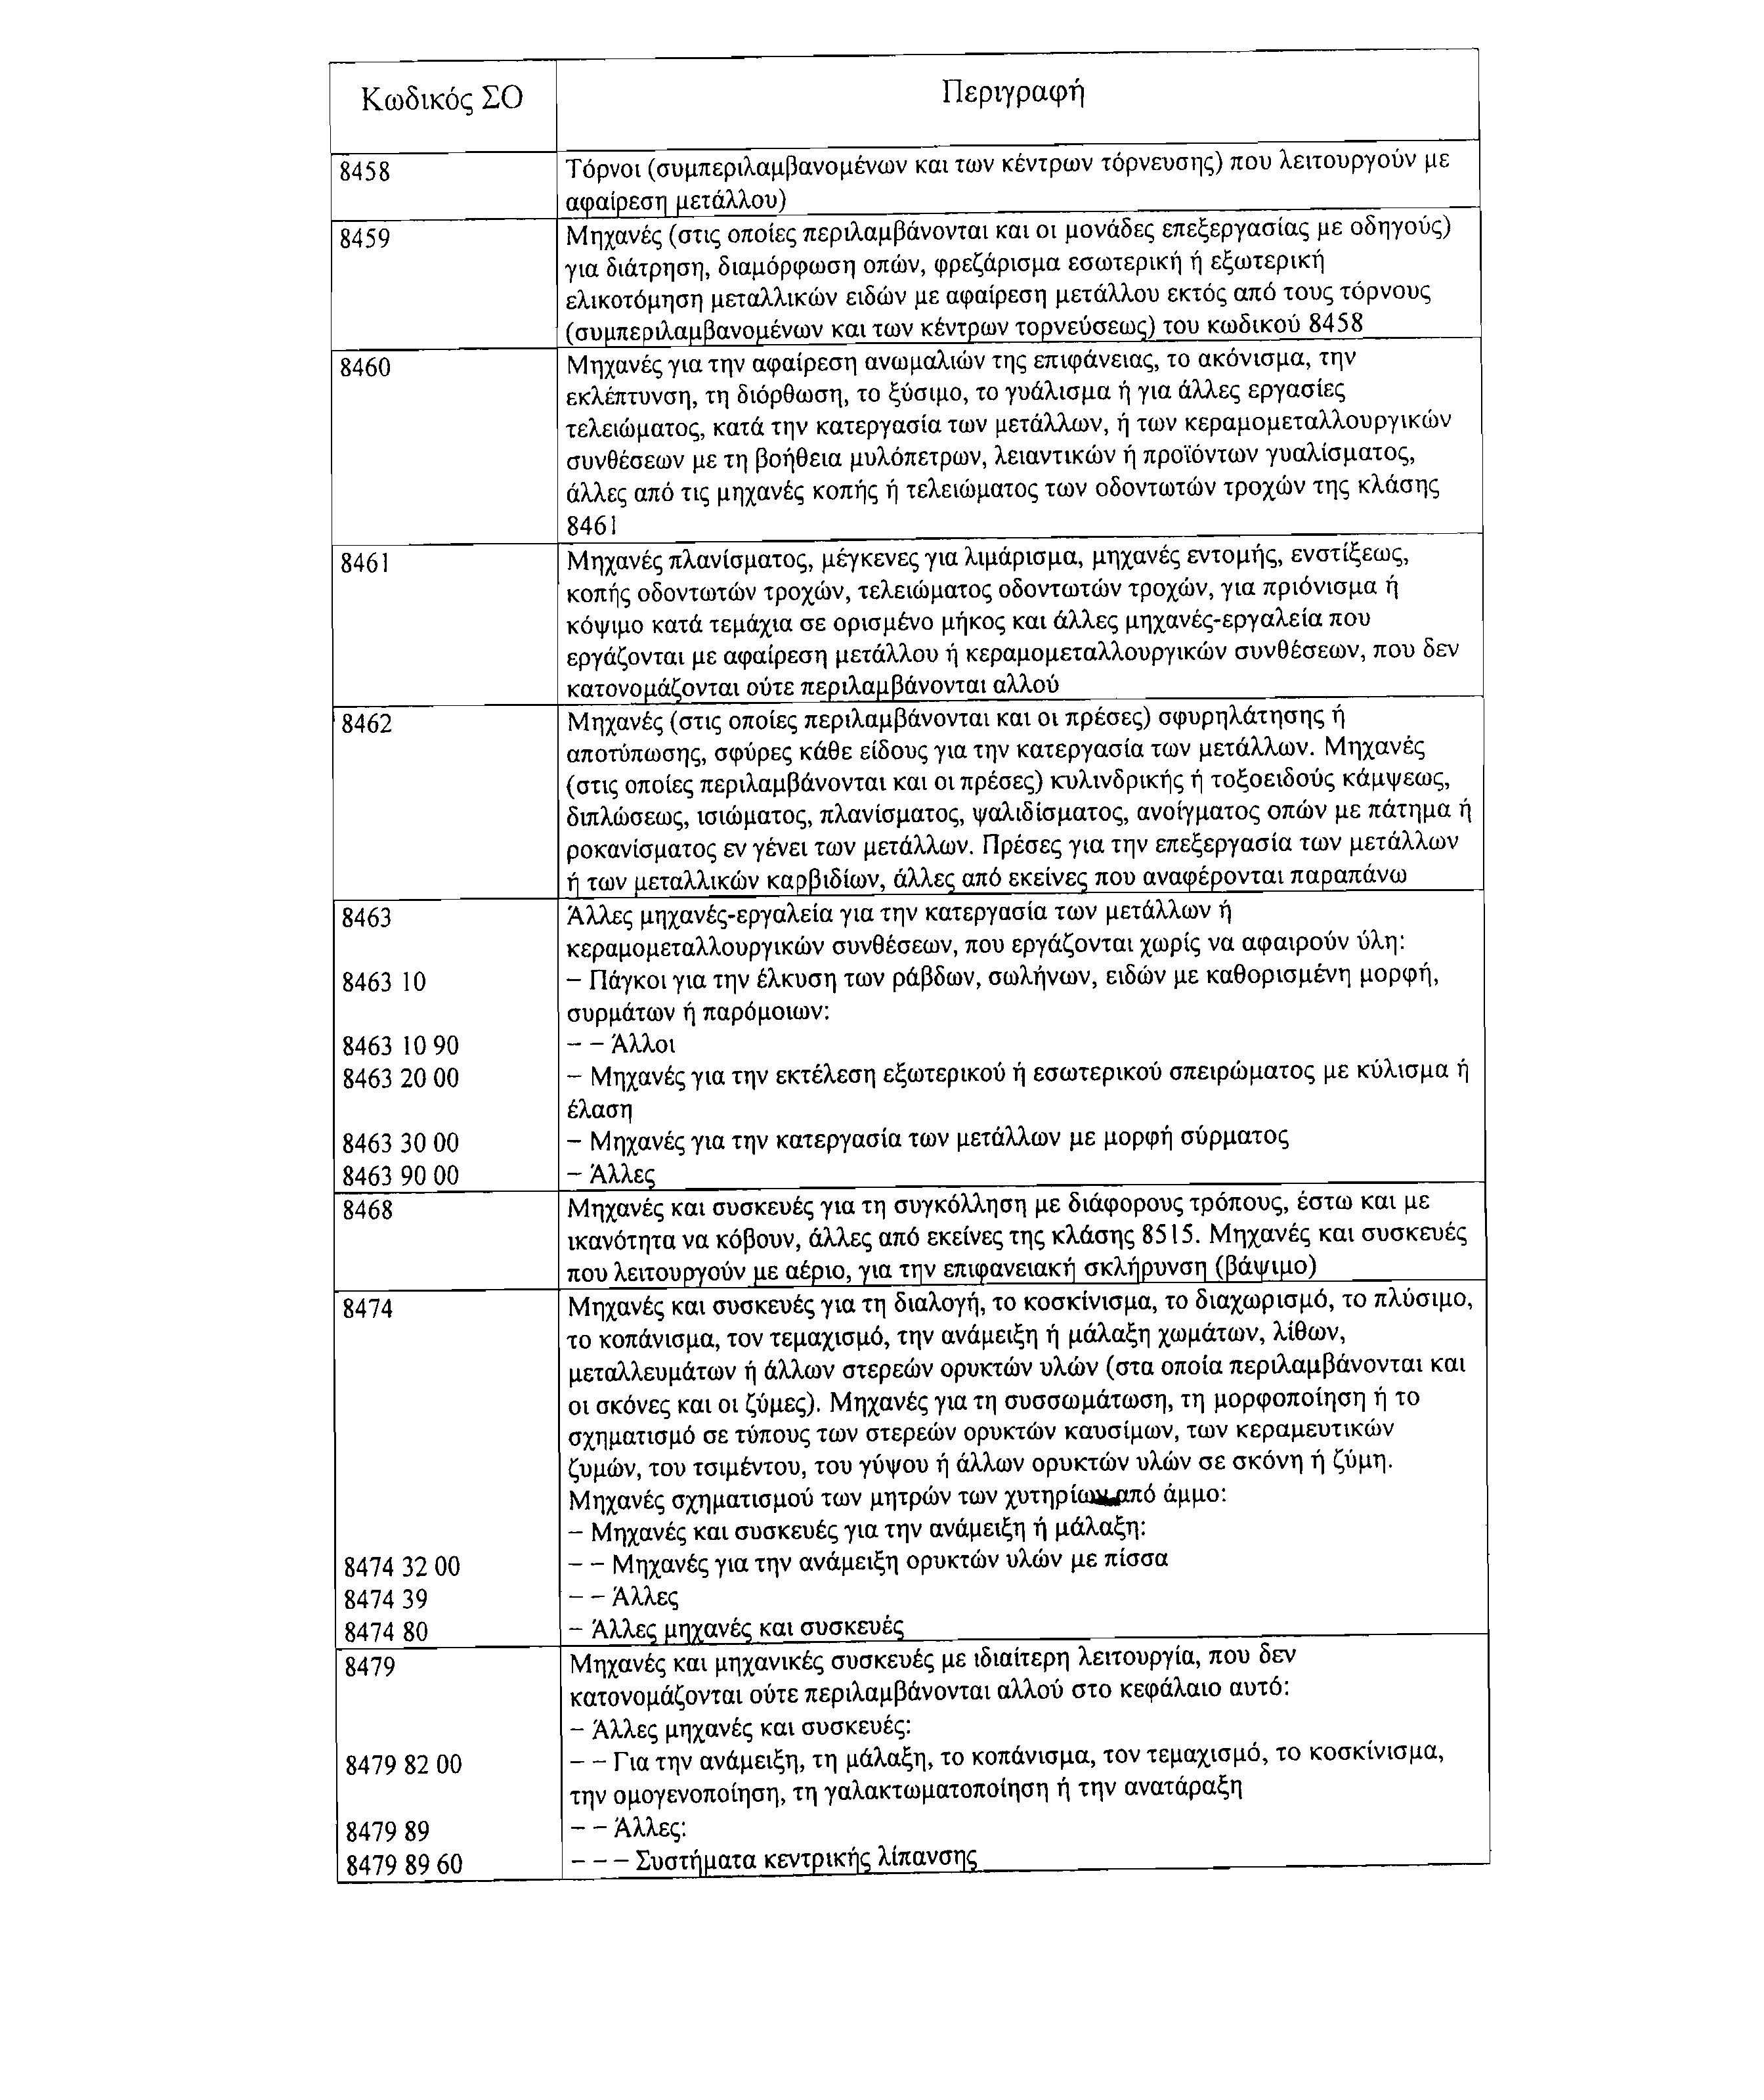 Κωδικός ΣΟ Περιγραφή
8458 Τόρνοι (συμπεριλαμβανομένων και των κέντρων τόρνευσης) που λειτουργούν με
αφαίρεση μετάλλου)
8459 Μηχανές (στις οποίες περιλαμβάνονται και οι μονάδες επεξεργασίας με οδηγούς)
για διάτρηση, διαμόρφωση οπών, φρεζάρισμα εσωτερική ή εξωτερική
ελικοτόμηση μεταλλικών ειδών με αφαίρεση μετάλλου εκτός από τους τόρνους
(συμπεριλαμβανομένων και των κέντρων τορνεύσεως) του κωδικού 8458
8460 Μηχανές για την αφαίρεση ανωμαλιών της επιφάνειας, το ακόνισμα, την
εκλέπτυνση, τη διόρθωση, το ξύσιμο, το γυάλισμα ή για άλλες εργασίες
τελειώματος, κατά την κατεργασία των μετάλλων, ή των κεραμομεταλλουργικών
συνθέσεων με τη βοήθεια μυλόπετρων, λειαντικών ή προϊόντων γυαλίσματος,
άλλες από τις μηχανές κοπής ή τελειώματος των οδοντωτών τροχών της κλάσης
8461
8461 Μηχανές πλανίσματος, μέγκενες για λιμάρισμα, μηχανές εντομής, ενστίξεως,
κοπής οδοντωτών τροχών, τελειώματος οδοντωτών τροχών, για πριόνισμα ή
κόψιμο κατά τεμάχια σε ορισμένο μήκος και άλλες μηχανές-εργαλεία που
εργάζονται με αφαίρεση μετάλλου ή κεραμομεταλλουργικών συνθέσεων, που δεν
κατονομάζονται ούτε περιλαμβάνονται αλλού
8462 Μηχανές (στις οποίες περιλαμβάνονται και οι πρέσες) σφυρηλάτησης ή
αποτύπωσης, σφύρες κάθε είδους για την κατεργασία των μετάλλων. Μηχανές
(στις οποίες περιλαμβάνονται και οι πρέσες) κυλινδρικής ή τοξοειδούς κάμψεως,
διπλώσεως, ισιώματος, πλανίσματος, ψαλιδίσματος, ανοίγματος οπών με πάτημα ή
ροκανίσματος εν γένει των μετάλλων. Πρέσες για την επεξεργασία των μετάλλων
ή των μεταλλικών καρβιδίων, άλλες από εκείνες που αναφέρονται παραπάνω
8463 Άλλες μηχανές-εργαλεία για την κατεργασία των μετάλλων ή
κεραμομεταλλουργικών συνθέσεων, που εργάζονται χωρίς να αφαιρούν ύλη:
8463 10 – Πάγκοι για την έλκυση των ράβδων, σωλήνων, ειδών με καθορισμένη μορφή,
συρμάτων ή παρόμοιων:
8463 10 90 – – Άλλοι
8463 20 00 – Μηχανές για την εκτέλεση εξωτερικού ή εσωτερικού σπειρώματος με κύλισμα ή
έλαση
8463 30 00 – Μηχανές για την κατεργασία των μετάλλων με μορφή σύρματος
8463 90 00 – Άλλες
8468 Μηχανές και συσκευές για τη συγκόλληση με διάφορους τρόπους, έστω και με
ικανότητα να κόβουν, άλλες από εκείνες της κλάσης 8515. Μηχανές και συσκευές
που λειτουργούν με αέριο, για την επιφανειακή σκλήρυνση (βάψιμο)
8474 Μηχανές και συσκευές για τη διαλογή, το κοσκίνισμα, το διαχωρισμό, το πλύσιμο,
το κοπάνισμα, τον τεμαχισμό, την ανάμειξη ή μάλαξη χωμάτων, λίθων,
μεταλλευμάτων ή άλλων στερεών ορυκτών υλών (στα οποία περιλαμβάνονται και
οι σκόνες και οι ζύμες). Μηχανές για τη συσσωμάτωση, τη μορφοποίηση ή το
σχηματισμό σε τύπους των στερεών ορυκτών καυσίμων, των κεραμευτικών
ζυμών, του τσιμέντου, του γύψου ή άλλων ορυκτών υλών σε σκόνη ή ζύμη.
Μηχανές σχηματισμού των μητρών των χυτηρίων από άμμο:
– Μηχανές και συσκευές για την ανάμειξη ή μάλαξη:
8474 32 00 – – Μηχανές για την ανάμειξη ορυκτών υλών με πίσσα
8474 39 – – Άλλες
8474 80 – Άλλες μηχανές και συσκευές
8479 Μηχανές και μηχανικές συσκευές με ιδιαίτερη λειτουργία, που δεν
κατονομάζονται ούτε περιλαμβάνονται αλλού στο κεφάλαιο αυτό:
– Άλλες μηχανές και συσκευές:
8479 82 00 – – Για την ανάμειξη, τη μάλαξη, το κοπάνισμα, τον τεμαχισμό, το κοσκίνισμα,
την ομογενοποίηση, τη γαλακτωματοποίηση ή την ανατάραξη
8479 89 – – Άλλες:
8479 89 60 – – – Συστήματα κεντρικής λίπανσης